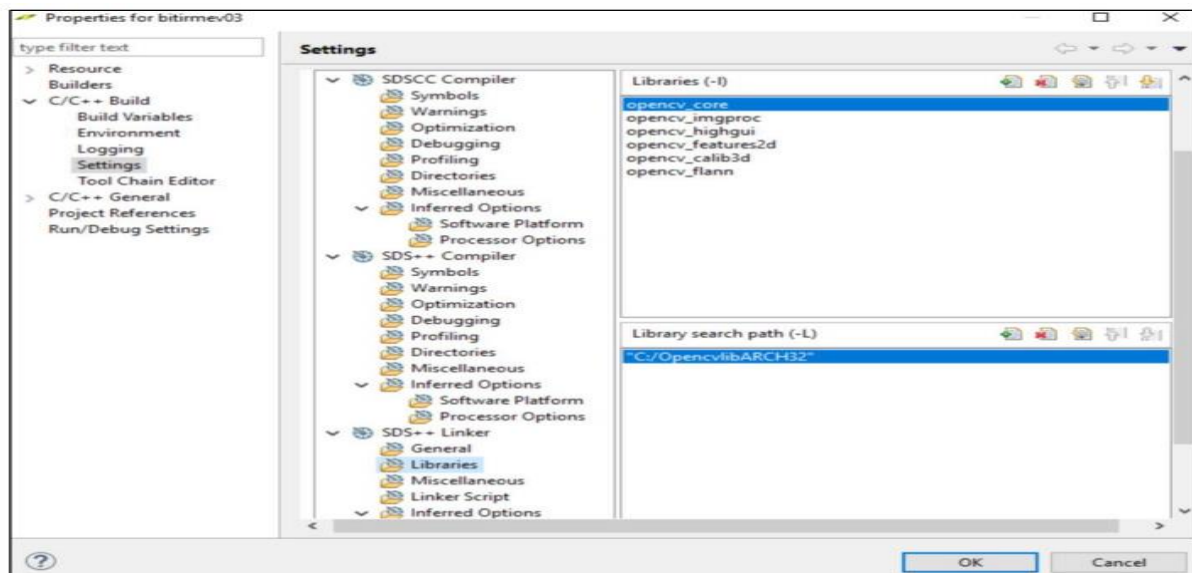 Properties for bitirmev03
type filter text
Resource
Builders
C/C++ Build
Build Variables
Environment
Logging
Settings
Tool Chain Editor
C/C++ General
Project References
Run/Debug Settings
Settings
SDSCC Compiler
Symbols
Warnings
Optimization
Debugging
Profiling
Directories
Miscellaneous
Inferred Options
Software Platform
Processor Options
SDS++ Compiler
Symbols
Warnings
Optimization
Debugging
Profiling
Directories
Miscellaneous
Inferred Options
Software Platform
Processor Options
SDS++ Linker
General
Libraries
Miscellaneous
Linker Script
Inferred Options
Libraries (-l)
opencv_core
opencv_imgproc
opencv_highgui
opencv_features2d
opencv_calib3d
opencv_flann
Library search path (-L)
"C:/OpencvlibARCH32"
OK
Cancel